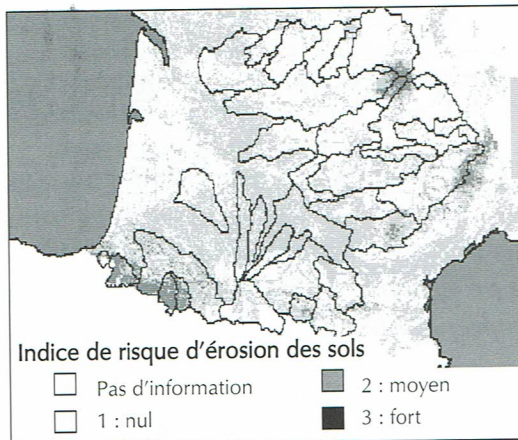 Indice de risque d'érosion des sols
Pas d'information
1 : nul
2 : moyen
3 : fort